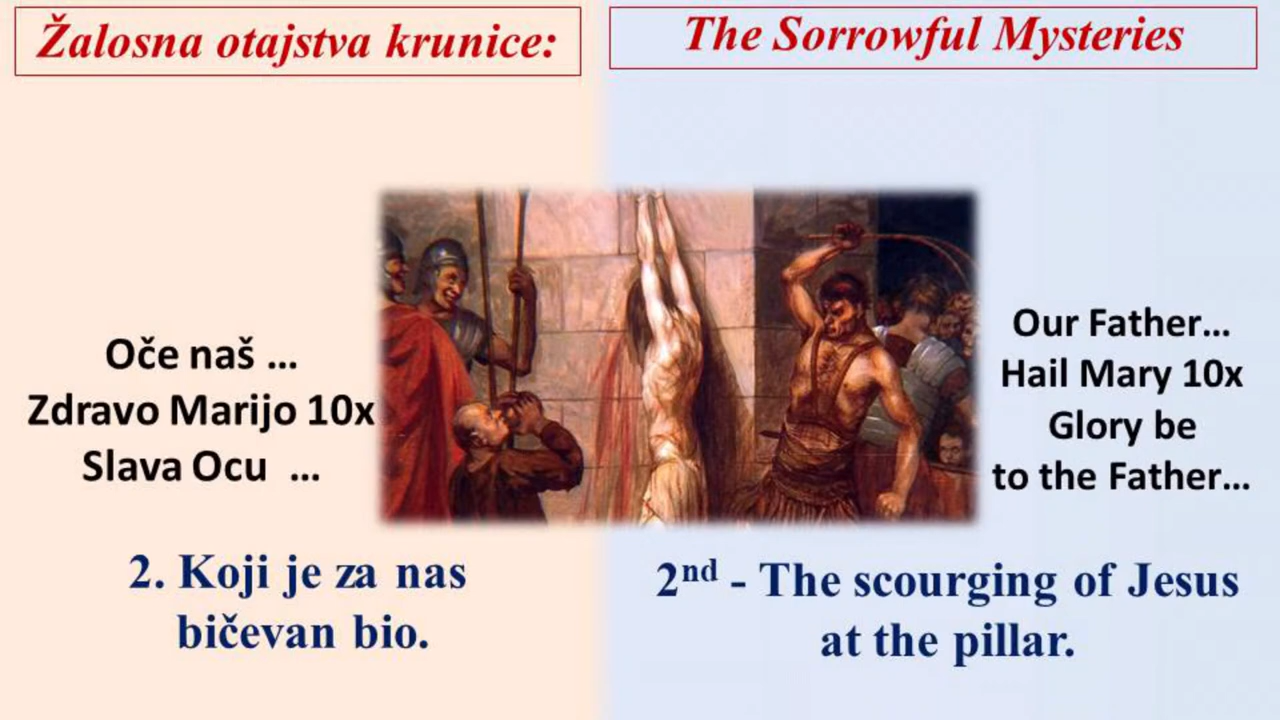 Žalosna otajstva krunice:
Oče naš ...
Zdravo Marijo 10x
Slava Ocu ...
2. Koji je za nas
bičevan bio.
The Sorrowful Mysteries
Our Father...
Hail Mary 10x
Glory be
to the Father...
2nd - The scourging of Jesus
at the pillar.